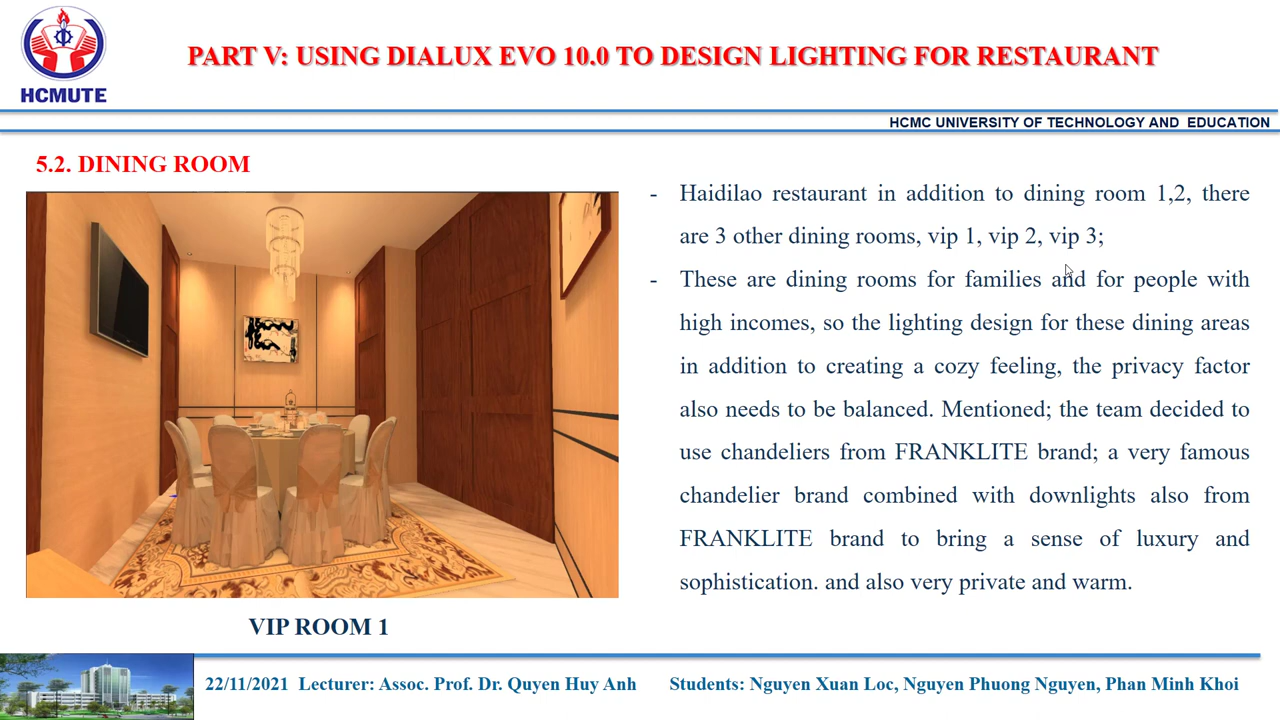 HCMUTE
PART V: USING DIALUX EVO 10.0 TO DESIGN LIGHTING FOR RESTAURANT
HCMC UNIVERSITY OF TECHNOLOGY AND EDUCATION
5.2. DINING ROOM
- Haidilao restaurant in addition to dining room 1,2, there
are 3 other dining rooms, vip 1, vip 2, vip 3;
- These are dining rooms for families and for people with
high incomes, so the lighting design for these dining areas
in addition to creating a cozy feeling, the privacy factor
also needs to be balanced. Mentioned; the team decided to
use chandeliers from FRANKLITE brand; a very famous
chandelier brand combined with downlights also from
FRANKLITE brand to bring a sense of luxury and
sophistication. and also very private and warm.
VIP ROOM 1
22/11/2021 Lecturer: Assoc. Prof. Dr. Quyen Huy Anh
Students: Nguyen Xuan Loc, Nguyen Phuong Nguyen, Phan Minh Khoi